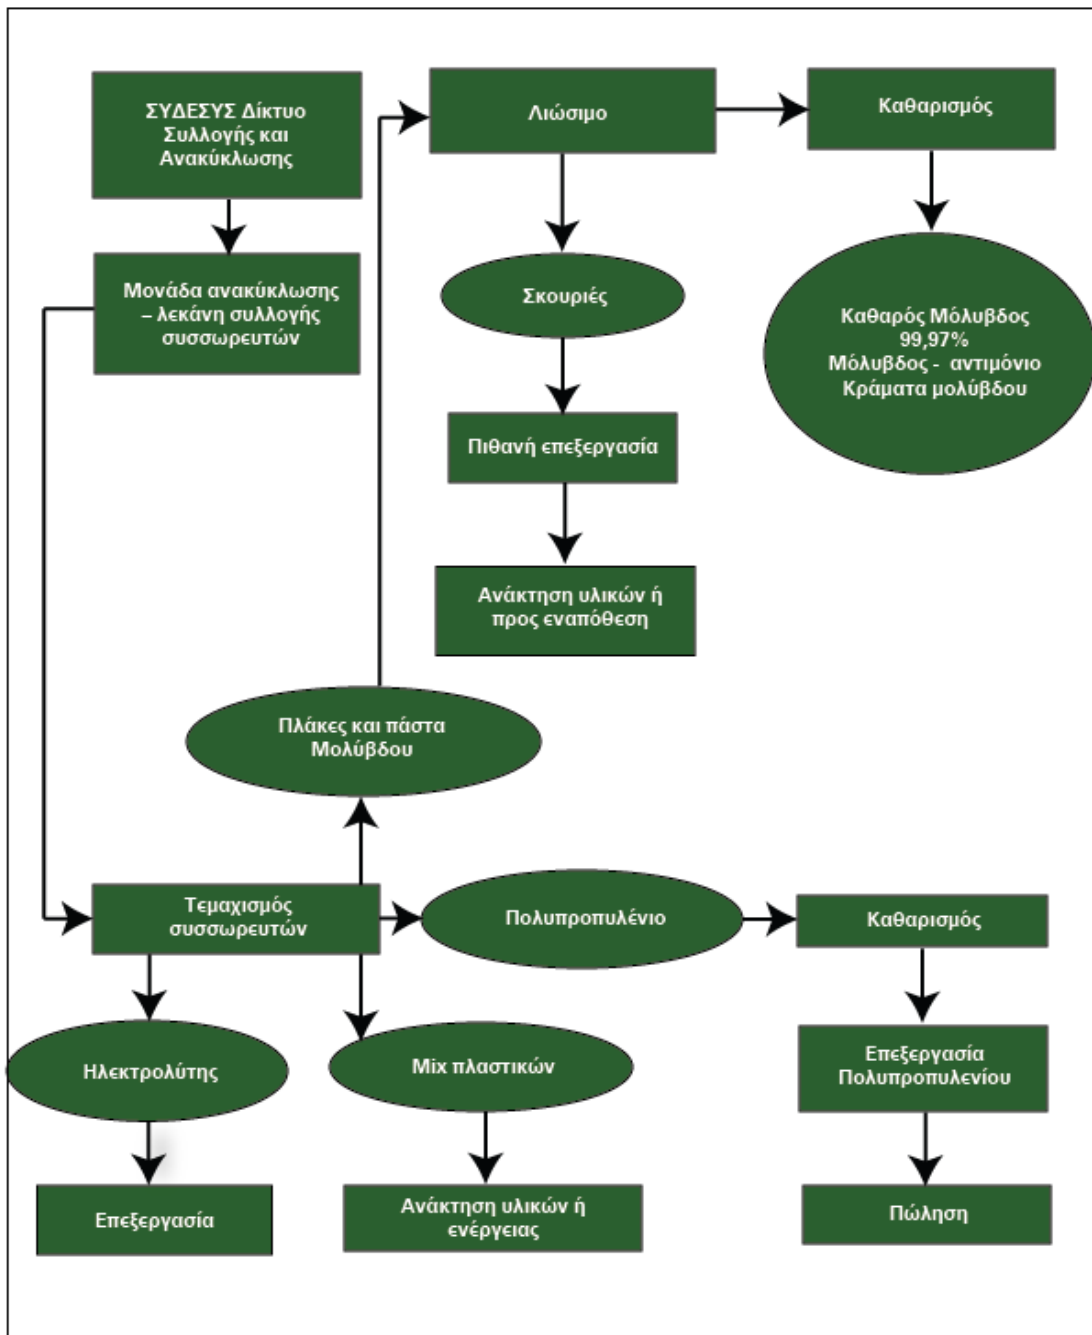 ΣΥΔΕΣΥΣ Δίκτυο
Συλλογής και
Ανακύκλωσης
Λιώσιμο
Καθαρισμός
Μονάδα ανακύκλωσης
– λεκάνη συλλογής
συσσωρευτών
Σκουριές
Καθαρός Μόλυβδος
99,97%
Μόλυβδος - αντιμόνιο
Κράματα μολύβδου
Πιθανή επεξεργασία
Ανάκτηση υλικών ή
προς εναπόθεση
Πλάκες και πάστα
Μολύβδου
Τεμαχισμός
συσσωρευτών
Πολυπροπυλένιο
Καθαρισμός
Ηλεκτρολύτης
Mix πλαστικών
Επεξεργασία
Πολυπροπυλενίου
Επεξεργασία
Ανάκτηση υλικών ή
ενέργειας
Πώληση